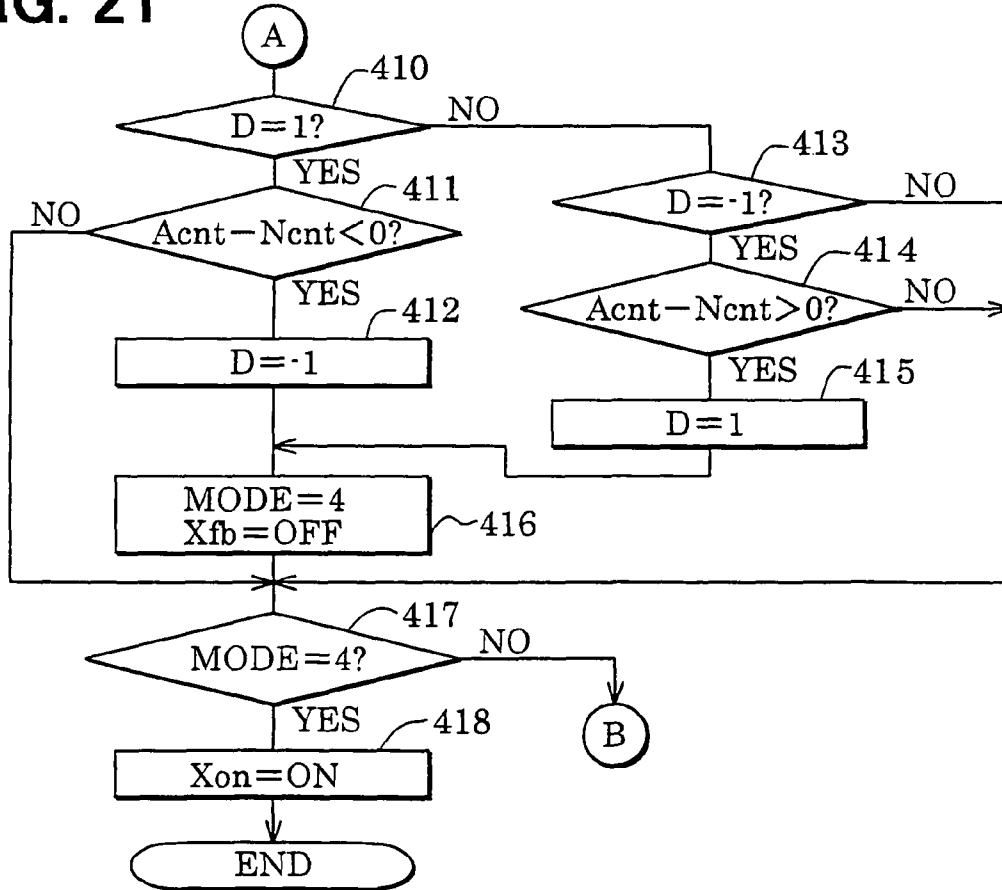 FIG. 21
A
410
D=1?
NO
YES
411
NO
Acnt−Ncnt<0?
YES
412
D=-1
413
D=-1?
NO
YES
414
Acnt−Ncnt>0?
NO
YES
415
D=1
MODE=4
Xfb=OFF
416
417
MODE=4?
NO
YES
B
418
Xon=ON
END